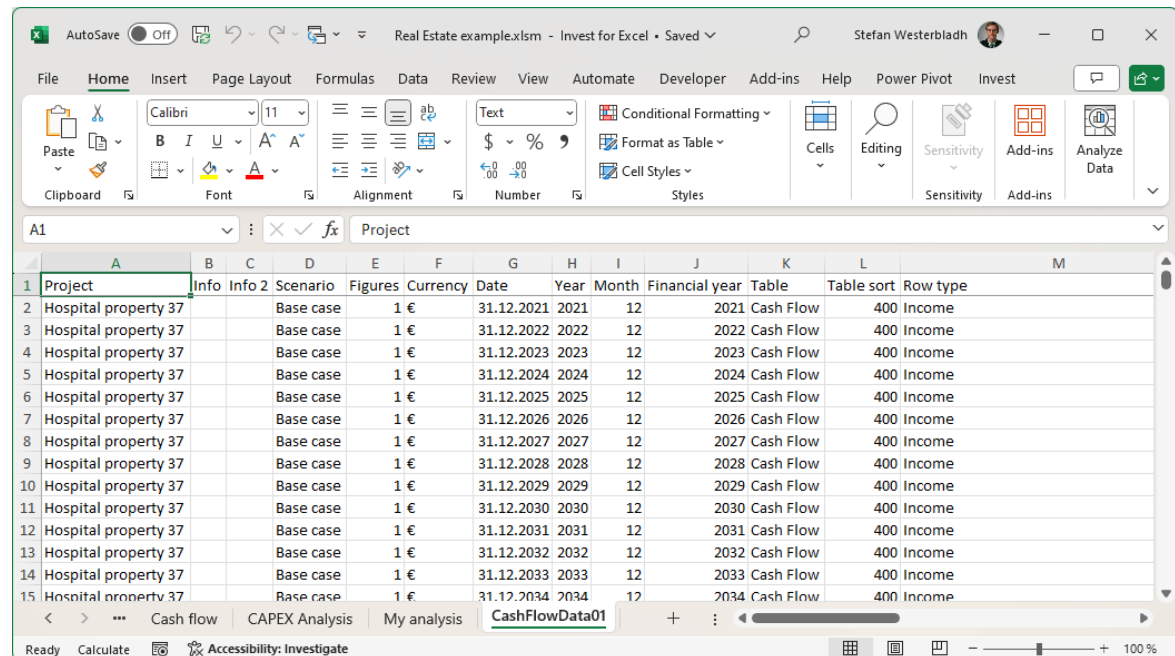 AutoSave Off Real Estate example.xlsm - Invest for Excel • Saved Stefan Westerbladh
File Home Insert Page Layout Formulas Data Review View Automate Developer Add-ins Help Power Pivot Invest
Calibri 11 ab Text Conditional Formatting
Paste B I U A A $ % Format as Table Cells Editing Sensitivity Add-ins Analyze Data
A Cell Styles
Clipboard Font Alignment Number Styles Sensitivity Add-ins
A1 fx Project
A B C D E F G H I J K L M
1 Project Info Info 2 Scenario Figures Currency Date Year Month Financial year Table Table sort Row type
2 Hospital property 37 Base case 1 € 31.12.2021 2021 12 2021 Cash Flow 400 Income
3 Hospital property 37 Base case 1 € 31.12.2022 2022 12 2022 Cash Flow 400 Income
4 Hospital property 37 Base case 1 € 31.12.2023 2023 12 2023 Cash Flow 400 Income
5 Hospital property 37 Base case 1 € 31.12.2024 2024 12 2024 Cash Flow 400 Income
6 Hospital property 37 Base case 1 € 31.12.2025 2025 12 2025 Cash Flow 400 Income
7 Hospital property 37 Base case 1 € 31.12.2026 2026 12 2026 Cash Flow 400 Income
8 Hospital property 37 Base case 1 € 31.12.2027 2027 12 2027 Cash Flow 400 Income
9 Hospital property 37 Base case 1 € 31.12.2028 2028 12 2028 Cash Flow 400 Income
10 Hospital property 37 Base case 1 € 31.12.2029 2029 12 2029 Cash Flow 400 Income
11 Hospital property 37 Base case 1 € 31.12.2030 2030 12 2030 Cash Flow 400 Income
12 Hospital property 37 Base case 1 € 31.12.2031 2031 12 2031 Cash Flow 400 Income
13 Hospital property 37 Base case 1 € 31.12.2032 2032 12 2032 Cash Flow 400 Income
14 Hospital property 37 Base case 1 € 31.12.2033 2033 12 2033 Cash Flow 400 Income
15 Hospital property 37 Base case 1 € 31.12.2034 2034 12 2034 Cash Flow 400 Income
Cash flow CAPEX Analysis My analysis CashFlowData01
Ready Calculate Accessibility: Investigate 100 %